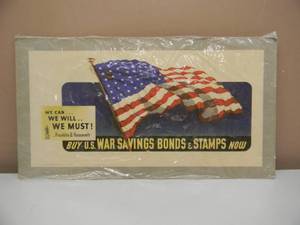 WE CAN...
WE WILL..
WE MUST!
Franklin D. Roosevelt
BUY U.S. WAR SAVINGS BONDS & STAMPS NOW